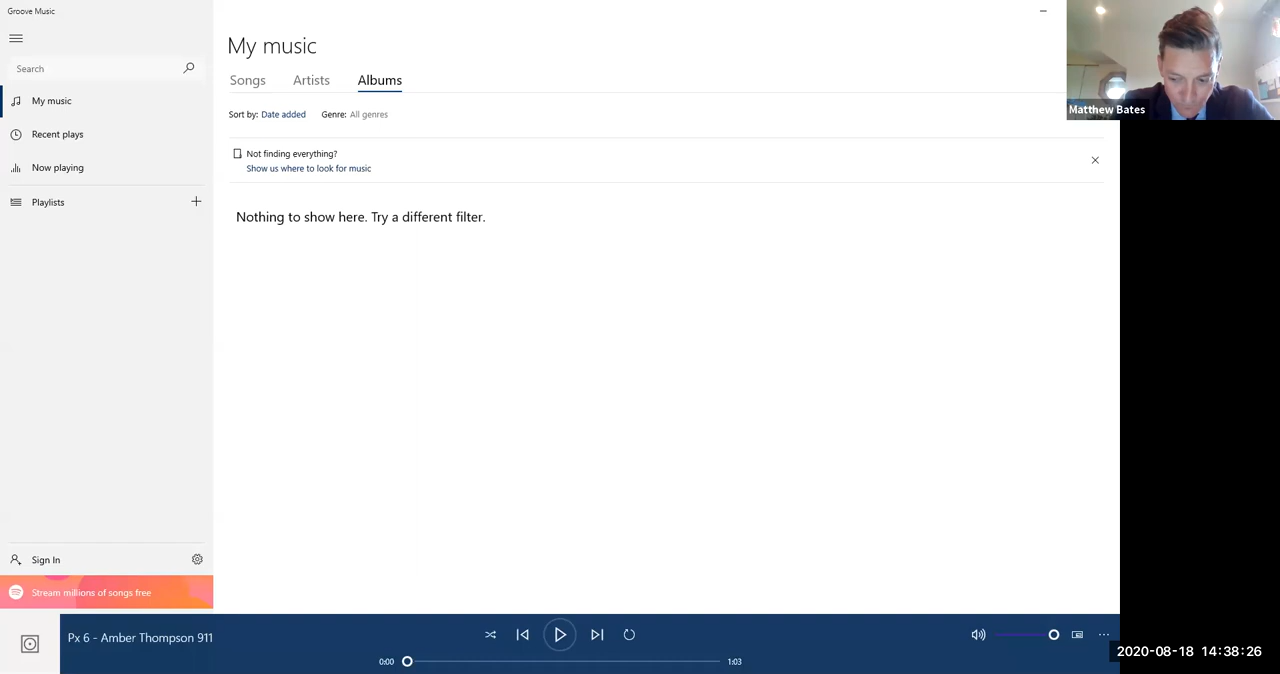 Groove Music
Search
My music
Recent plays
Now playing
Playlists
Sign In
Stream millions of songs free
My music
Songs Artists Albums
Sort by: Date added Genre: All genres
Not finding everything?
Show us where to look for music
Nothing to show here. Try a different filter.
Matthew Bates
Px 6 - Amber Thompson 911
0:00
1:03
2020-08-18 14:38:26